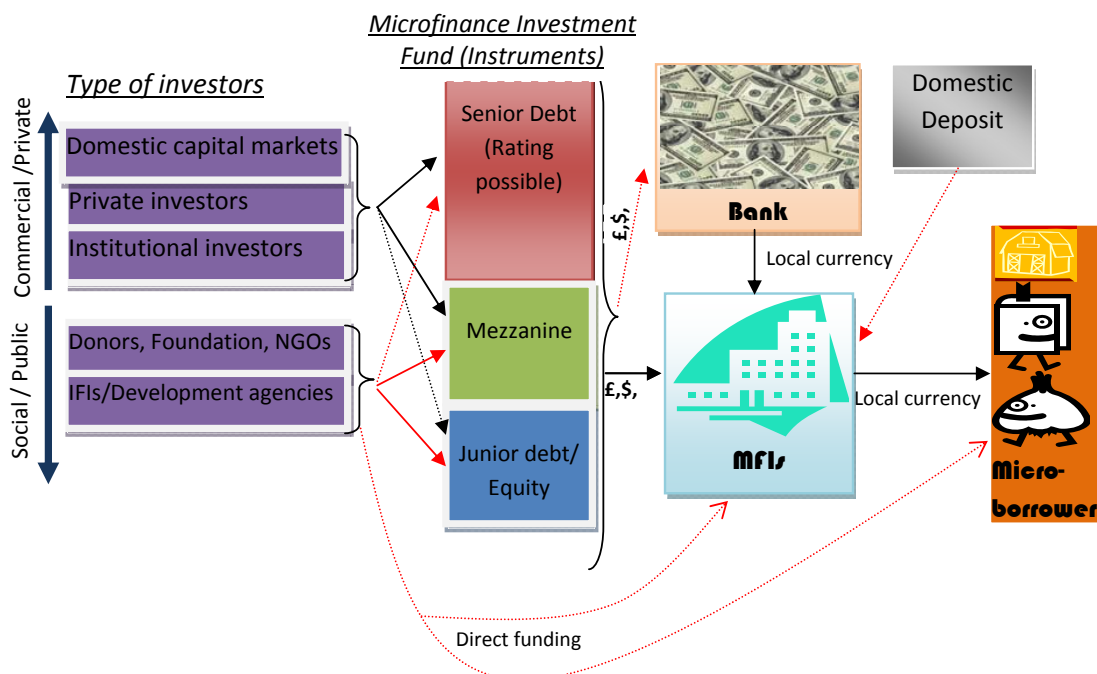 Microfinance Investment
Fund (Instruments)
Type of investors
Commercial /Private
Domestic capital markets
Private investors
Institutional investors
Social / Public
Donors, Foundation, NGOs
IFIs/Development agencies
Senior Debt
(Rating
possible)
Mezzanine
Junior debt/
Equity
£,$,
£,$,
Bank
Domestic
Deposit
Local currency
MFIs
Local currency
Micro-
borrower
Direct funding